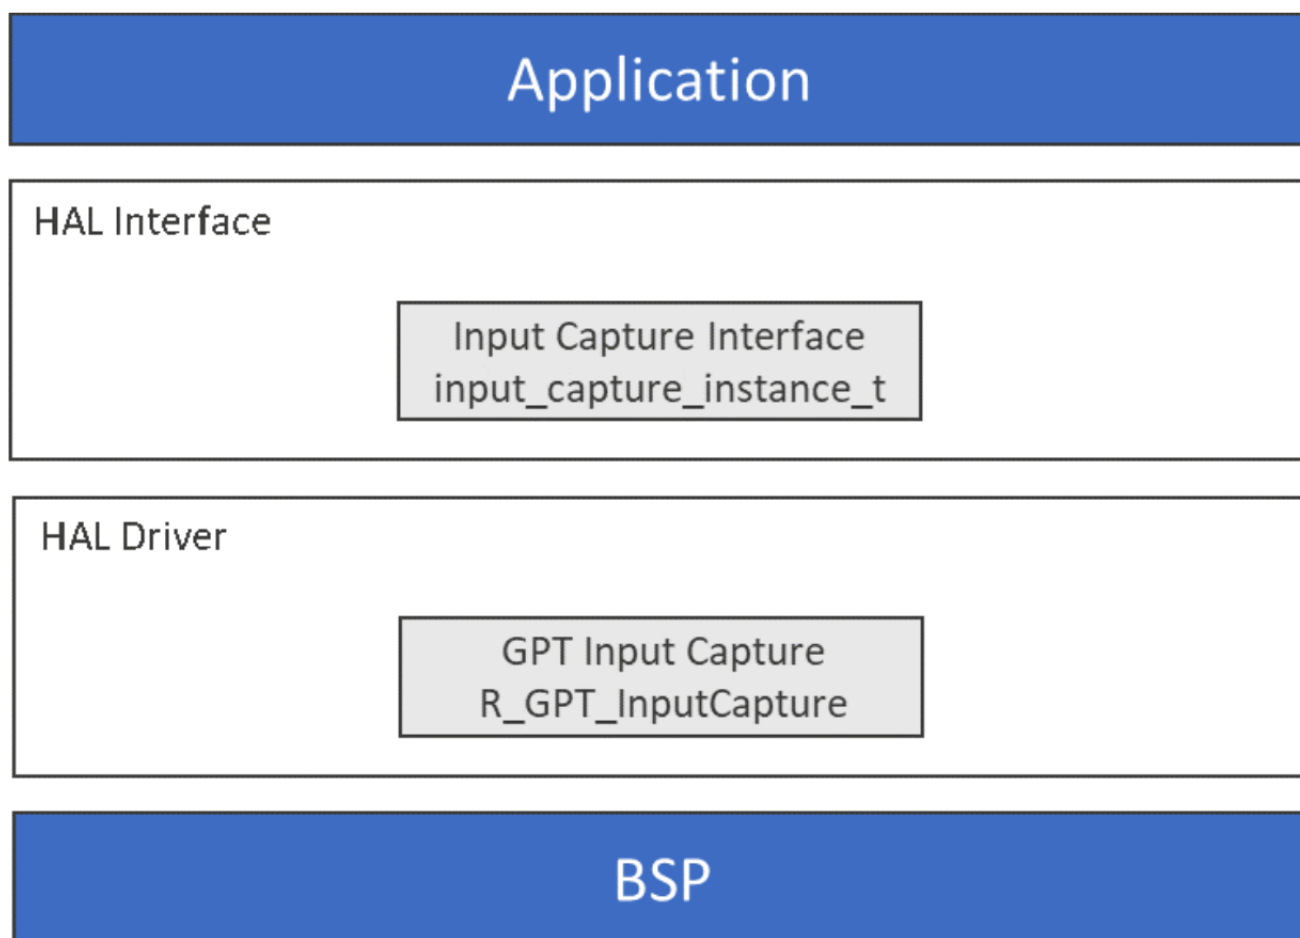 Application
HAL Interface
Input Capture Interface
input_capture_instance_t
HAL Driver
GPT Input Capture
R_GPT_InputCapture
BSP